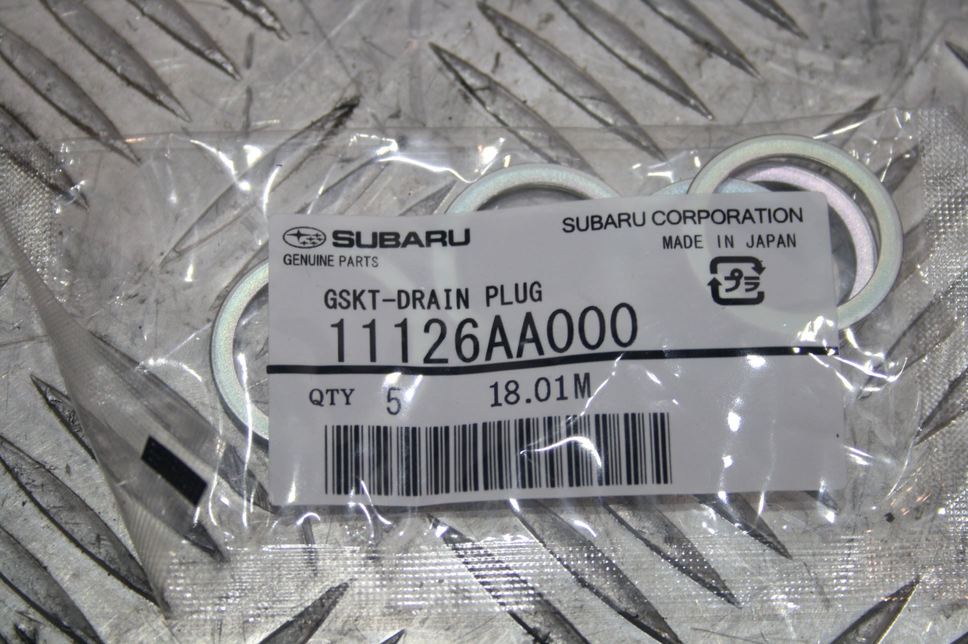 SUBARU
GENUINE PARTS
SUBARU CORPORATION
MADE IN JAPAN
プラ
GSKT-DRAIN PLUG
11126AA000
QTY 5 18.01M